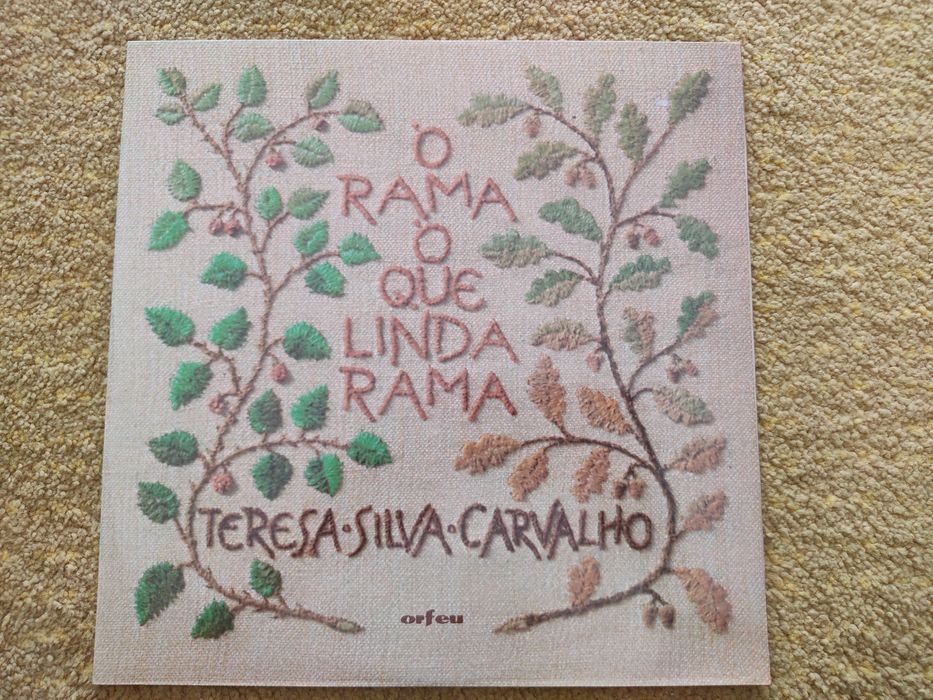 Ó
RAMA
Ò
QUE
LINDA
RAMA
TERESA·SILVA·CARVALHO
orfeu